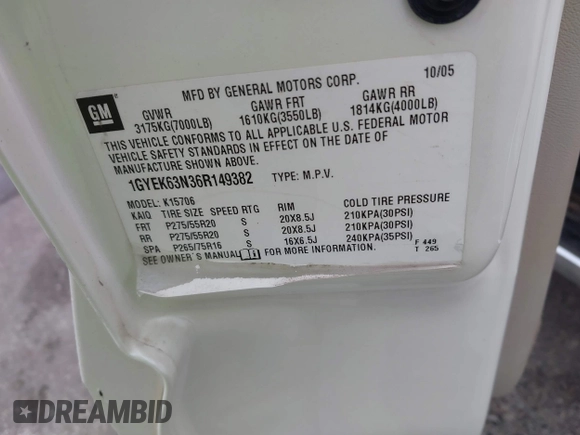 GM
MFD BY GENERAL MOTORS CORP. 10/05
GVWR GAWR FRT GAWR RR
3175KG(7000LB) 1610KG(3550LB) 1814KG(4000LB)
THIS VEHICLE CONFORMS TO ALL APPLICABLE U.S. FEDERAL MOTOR
VEHICLE SAFETY STANDARDS IN EFFECT ON THE DATE OF
MANUFACTURE SHOWN ABOVE.
1GYEK63N36R149382 TYPE: M.P.V.
MODEL: K15706
KAIQ TIRE SIZE SPEED RTG RIM COLD TIRE PRESSURE
FRT P275/55R20 S 20X8.5J 210KPA(30PSI)
RR P275/55R20 S 20X8.5J 210KPA(30PSI)
SPA P265/75R16 S 16X6.5J 240KPA(35PSI) F 449
SEE OWNER'S MANUAL FOR MORE INFORMATION. T 265
DREAMBID